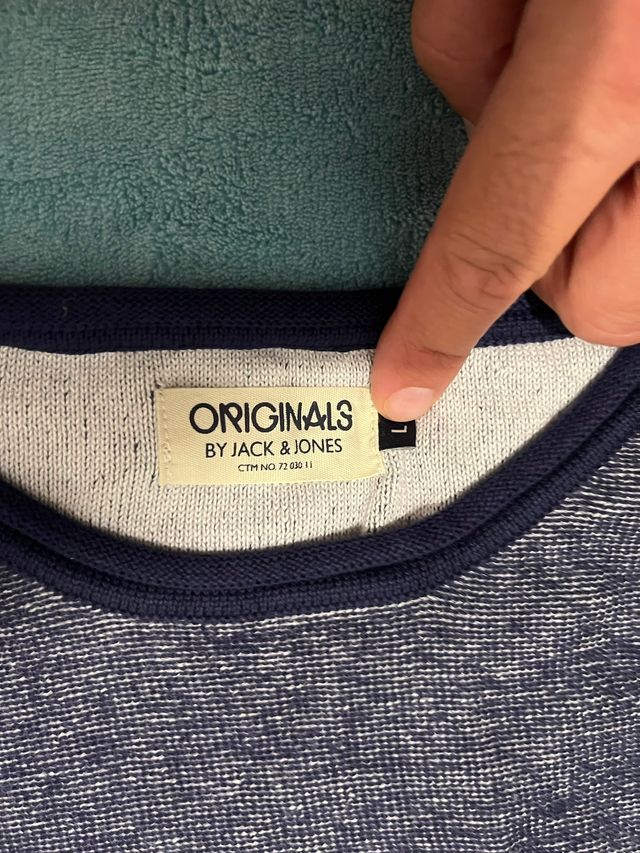 ORIGINALS
BY JACK & JONES
CTM NO. 72 030 11
L